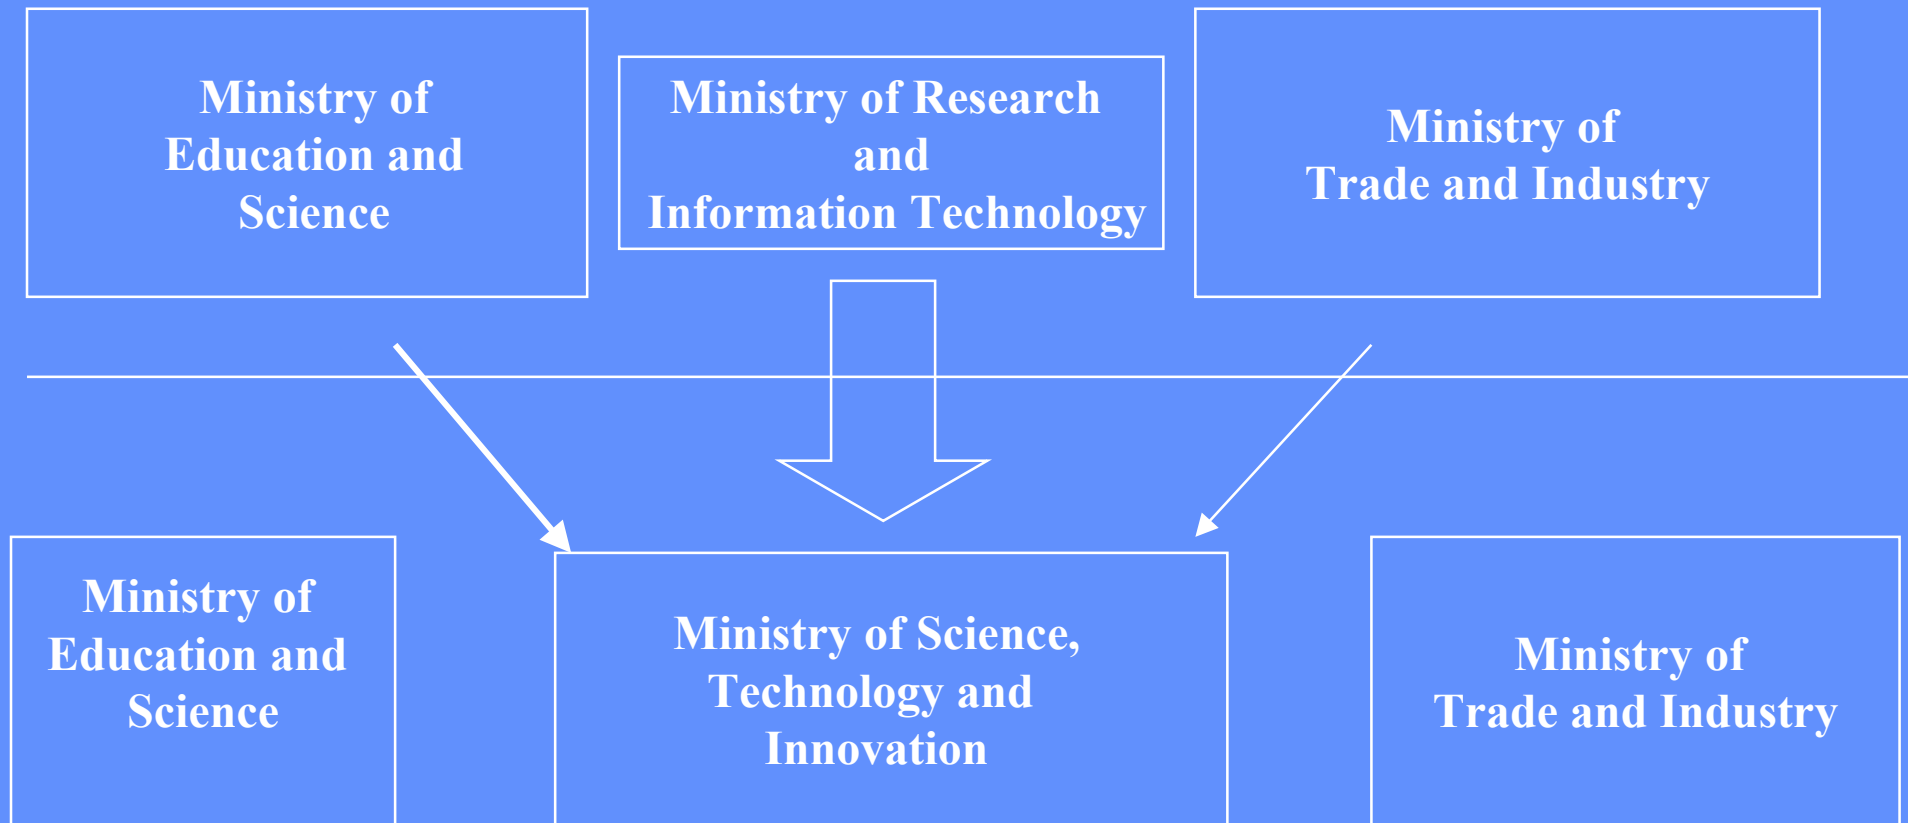 Ministry of
Education and
Science
Ministry of Research
and
Information Technology
Ministry of
Trade and Industry
Ministry of
Education and
Science
Ministry of Science,
Technology and
Innovation
Ministry of
Trade and Industry